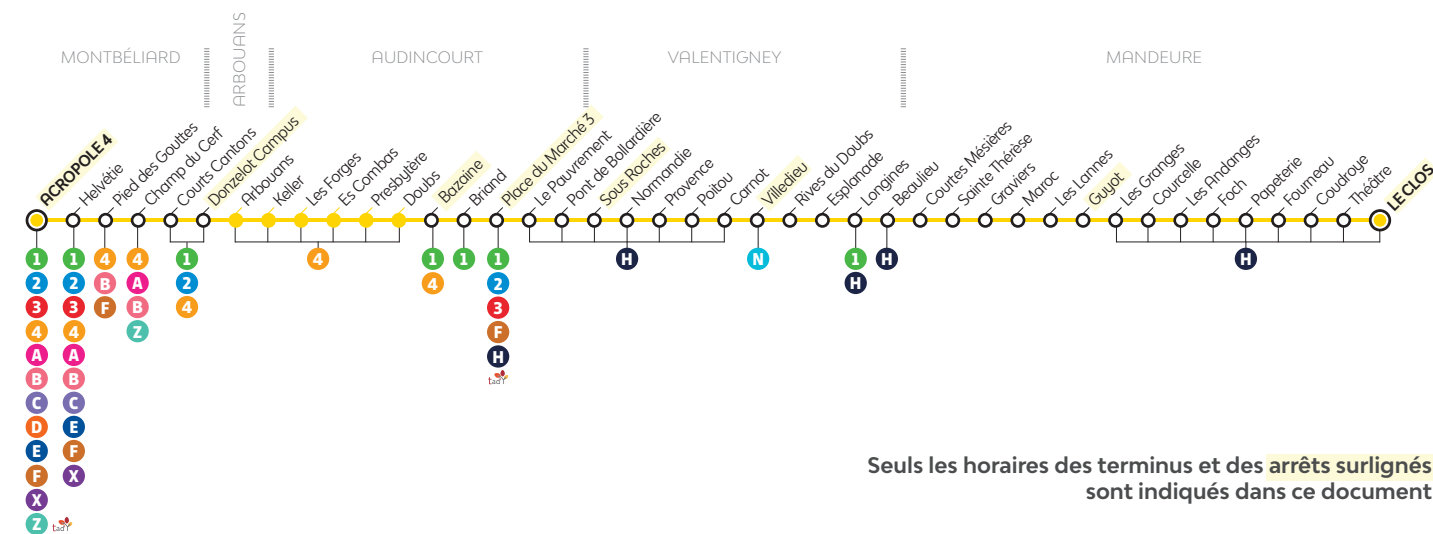 MONTBÉLIARD
ARBOUANS
AUDINCOURT
VALENTIGNEY
MANDEURE
ACROPOLE 4
Helvétie
Pied des Gouttes
Champ du Cerf
Courts Cantons
Donzelot Campus
Arbouans
Keller
Les Forges
Es Combas
Presbytère
Doubs
Bazaine
Briand
Place du Marché 3
Le Pauvrement
Pont de Bollardière
Sous Roches
Normandie
Provence
Poitou
Carnot
Villedieu
Rives du Doubs
Esplanade
Longines
Beaulieu
Courtes Mésières
Sainte Thérèse
Graviers
Maroc
Les Lannes
Guyot
Les Granges
Courcelle
Les Andanges
Foch
Papeterie
Fourneau
Coudroye
Théâtre
LE CLOS
1
2
3
4
A
B
C
D
E
F
X
Z
tad
1
2
3
4
A
B
C
E
F
X
4
B
F
4
A
B
Z
1
2
4
4
1
4
1
1
2
3
F
H
tad
H
N
1
H
H
H
Seuls les horaires des terminus et des arrêts surlignés
sont indiqués dans ce document